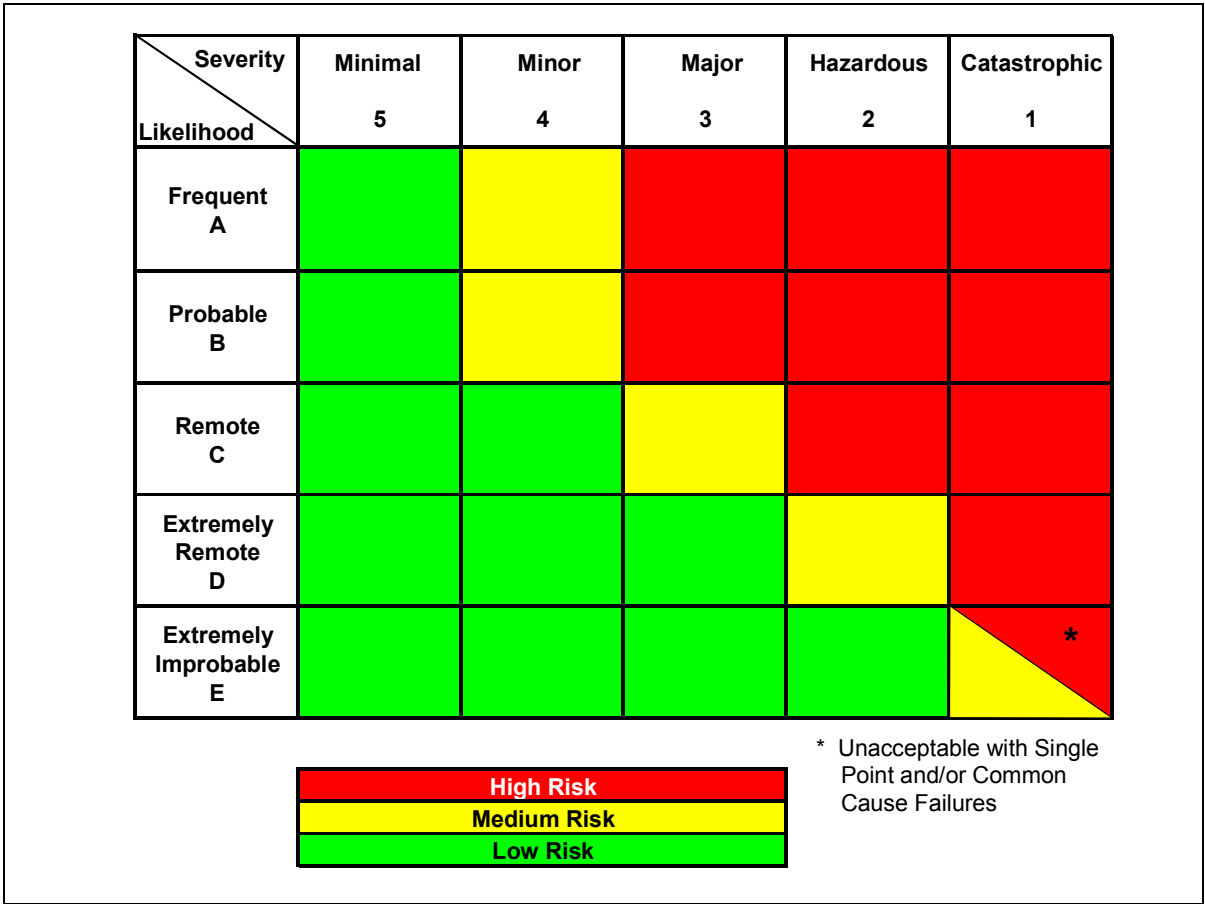 Severity
Likelihood
Minimal
5
Minor
4
Major
3
Hazardous
2
Catastrophic
1
Frequent
A
Probable
B
Remote
C
Extremely
Remote
D
Extremely
Improbable
E
*
* Unacceptable with Single
Point and/or Common
Cause Failures
High Risk
Medium Risk
Low Risk